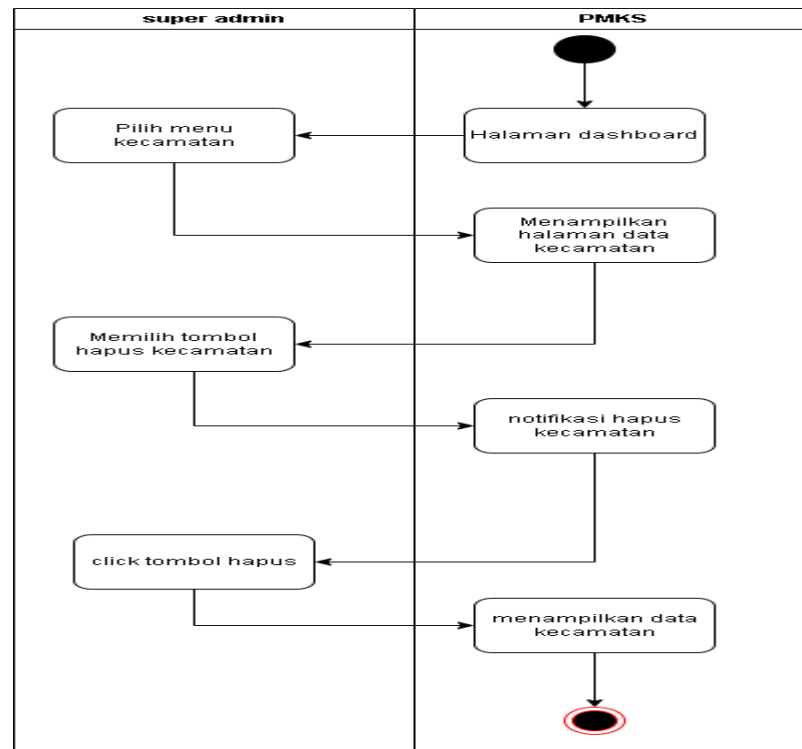 super admin
PMKS
Halaman dashboard
Pilih menu
kecamatan
Menampilkan
halaman data
kecamatan
Memilih tombol
hapus kecamatan
notifikasi hapus
kecamatan
click tombol hapus
menampilkan data
kecamatan